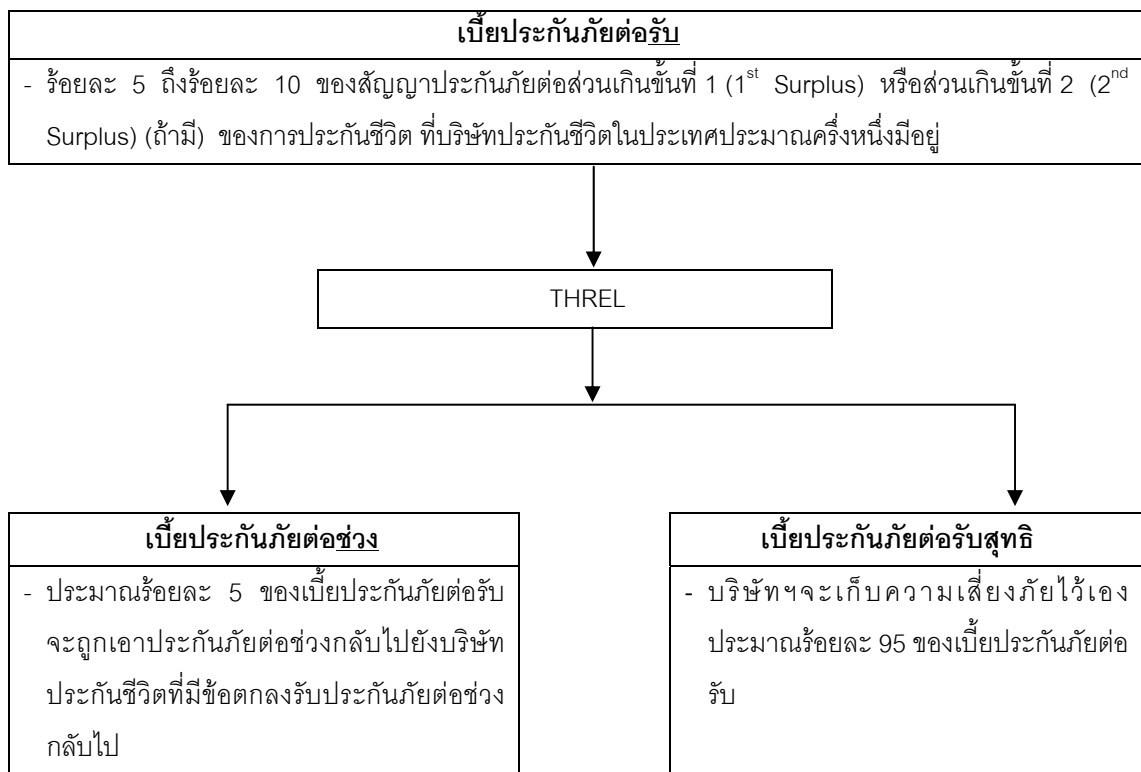 เบี้ยประกันภัยต่อรับ
- ร้อยละ 5 ถึงร้อยละ 10 ของสัญญาประกันภัยต่อส่วนเกินขั้นที่ 1 (1st Surplus) หรือส่วนเกินขั้นที่ 2 (2nd
Surplus) (ถ้ามี) ของการประกันชีวิต ที่บริษัทประกันชีวิตในประเทศประมาณครึ่งหนึ่งมีอยู่
THREL
เบี้ยประกันภัยต่อช่วง
- ประมาณร้อยละ 5 ของเบี้ยประกันภัยต่อรับ
จะถูกเอาประกันภัยต่อช่วงกลับไปยังบริษัท
ประกันชีวิตที่มีข้อตกลงรับประกันภัยต่อช่วง
กลับไป
เบี้ยประกันภัยต่อรับสุทธิ
- บริษัทฯจะเก็บความเสี่ยงภัยไว้เอง
ประมาณร้อยละ 95 ของเบี้ยประกันภัยต่อ
รับ